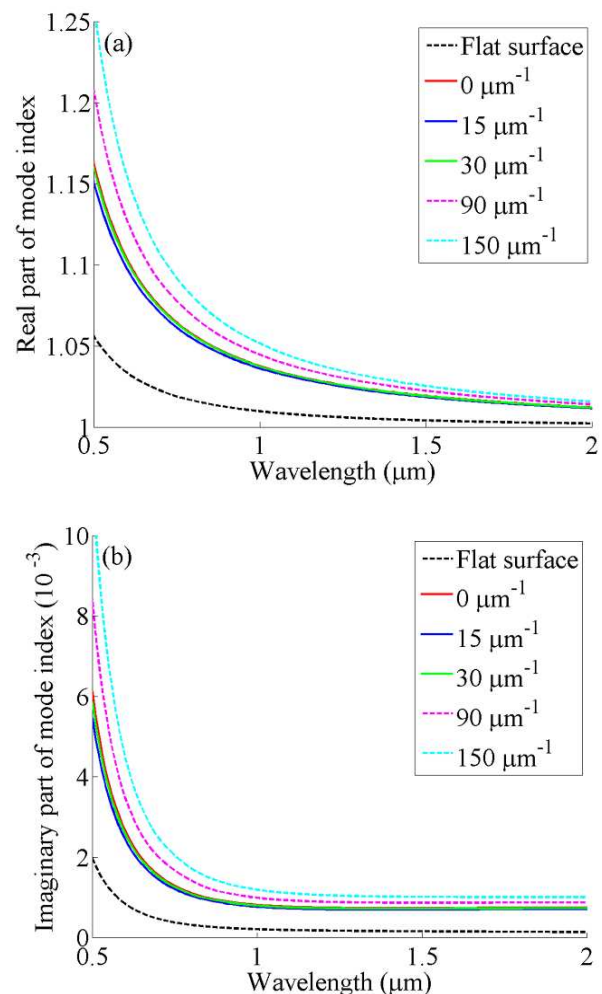 (a)
Real part of mode index
1.25
1.2
1.15
1.1
1.05
1
0.5
1
1.5
2
Wavelength (μm)
Flat surface
0 μm⁻¹
15 μm⁻¹
30 μm⁻¹
90 μm⁻¹
150 μm⁻¹
(b)
Imaginary part of mode index (10⁻³)
10
8
6
4
2
0
0.5
1
1.5
2
Wavelength (μm)
Flat surface
0 μm⁻¹
15 μm⁻¹
30 μm⁻¹
90 μm⁻¹
150 μm⁻¹